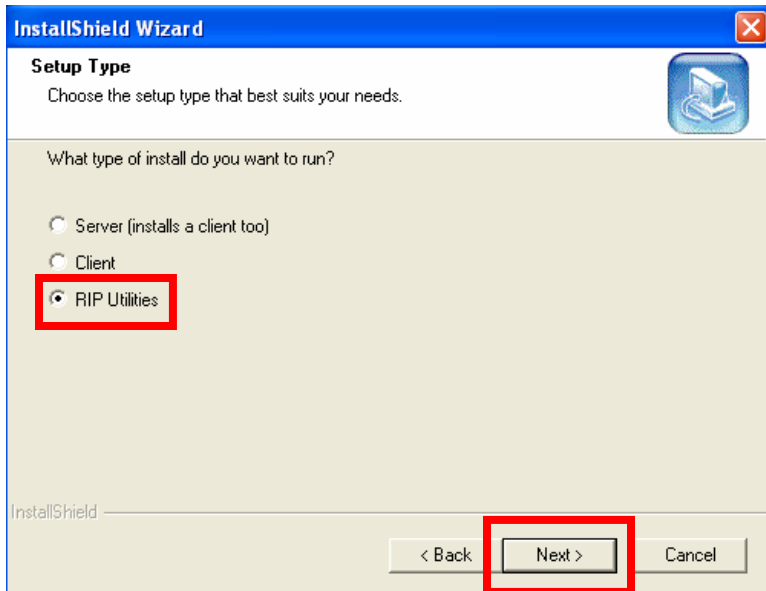 InstallShield Wizard
Setup Type
Choose the setup type that best suits your needs.
What type of install do you want to run?
Server (installs a client too)
Client
RIP Utilities
InstallShield
< Back Next > Cancel